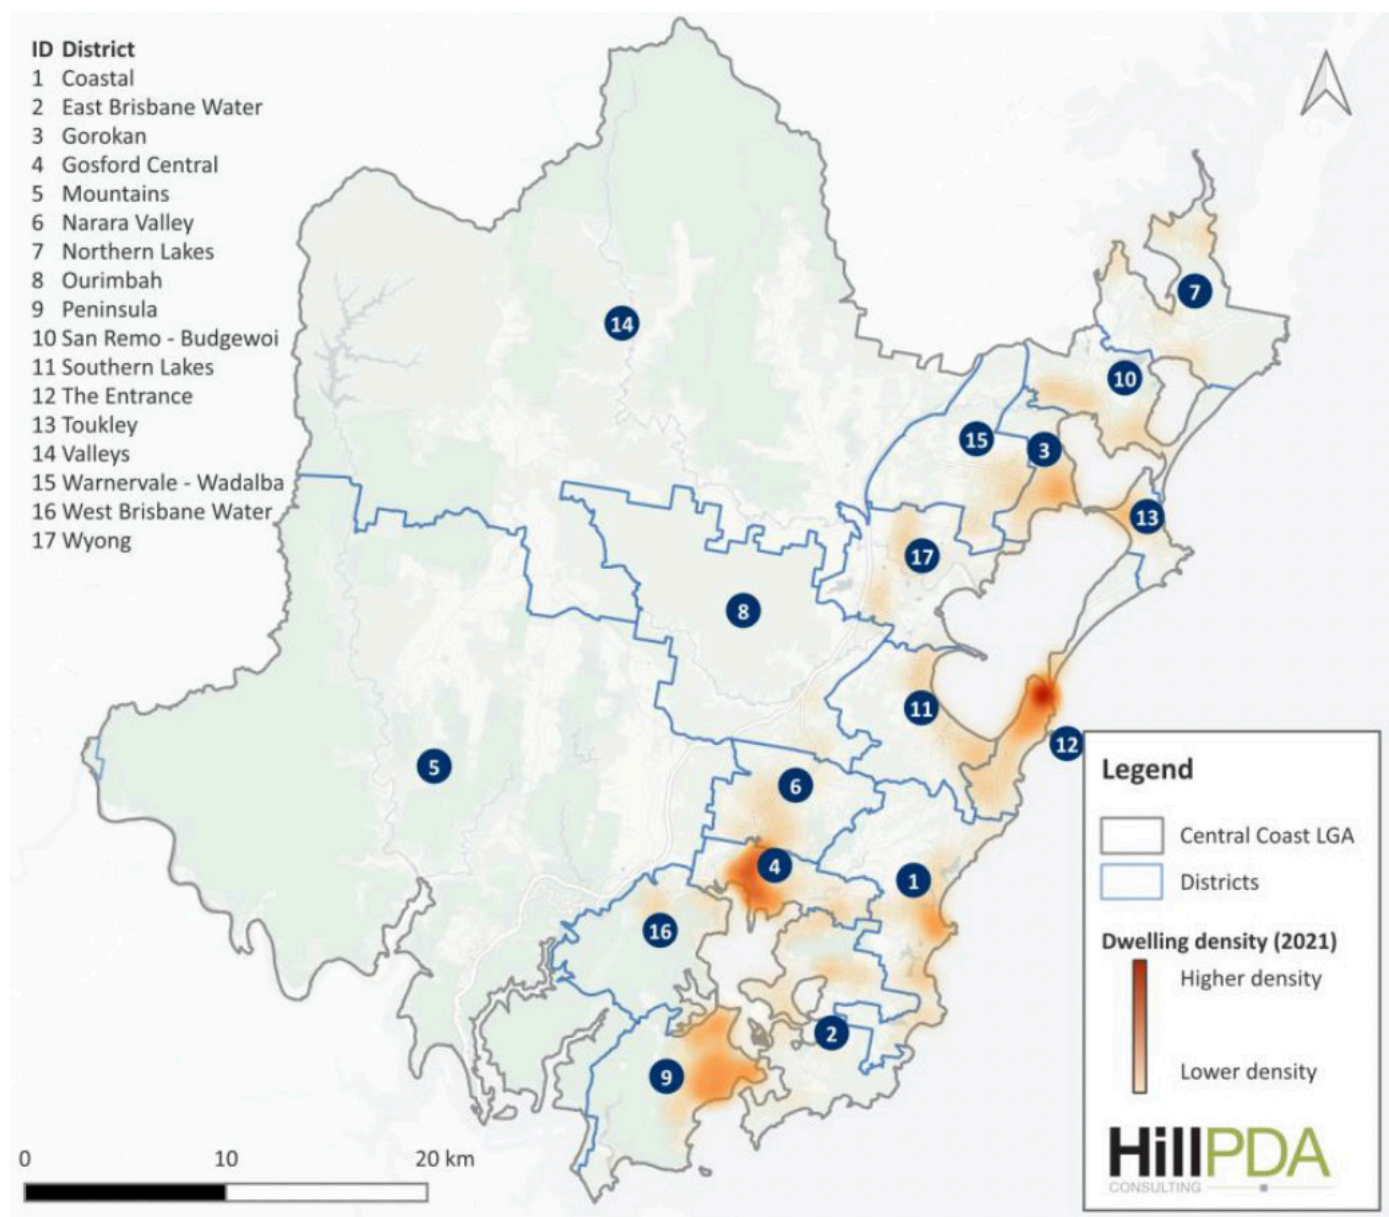 ID District
1 Coastal
2 East Brisbane Water
3 Gorokan
4 Gosford Central
5 Mountains
6 Narara Valley
7 Northern Lakes
8 Ourimbah
9 Peninsula
10 San Remo - Budgewoi
11 Southern Lakes
12 The Entrance
13 Toukley
14 Valleys
15 Warnervale - Wadalba
16 West Brisbane Water
17 Wyong
7
14
10
15
3
13
17
8
11
12
5
6
4
1
16
2
9
Legend
Central Coast LGA
Districts
Dwelling density (2021)
Higher density
Lower density
HillPDA
CONSULTING
0 10 20 km